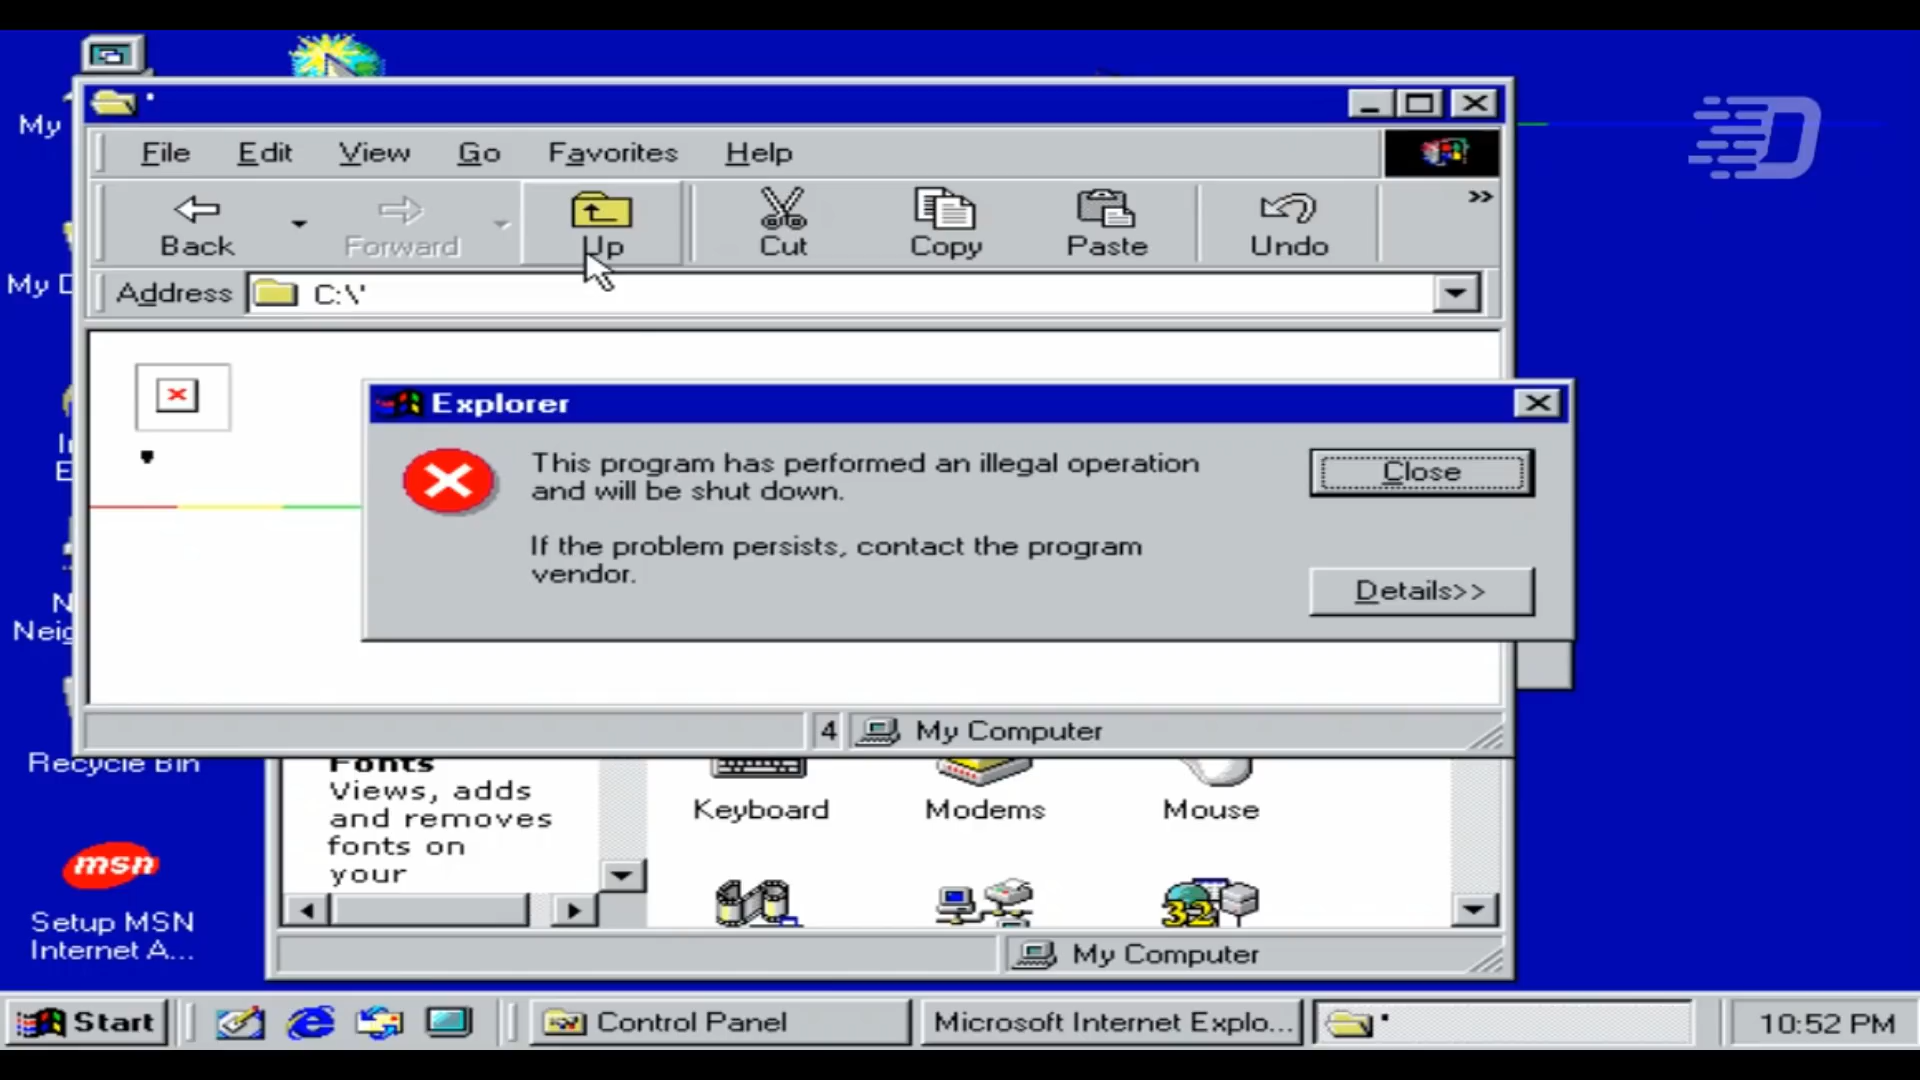 My
'
File Edit View Go Favorites Help
Back Forward Up Cut Copy Paste Undo »
My D
Address C:\'
Explorer
This program has performed an illegal operation
and will be shut down.
Close
If the problem persists, contact the program
vendor.
Details>>
Neig
4 My Computer
Recycle Bin
Fonts
Views, adds
and removes
fonts on
your
Keyboard Modems Mouse
32
msn
Setup MSN
Internet A...
My Computer
Start Control Panel Microsoft Internet Explo... ' 10:52 PM